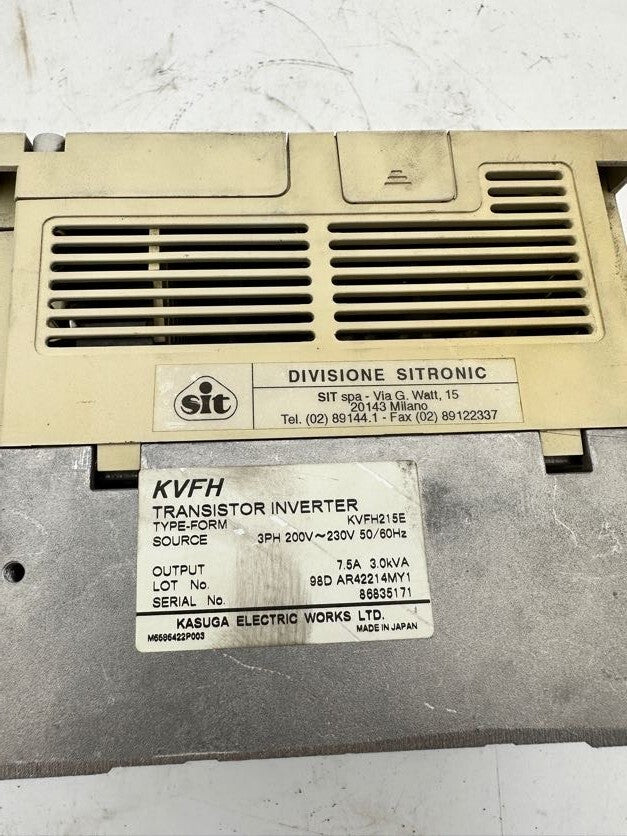 sit
DIVISIONE SITRONIC
SIT spa - Via G. Watt, 15
20143 Milano
Tel. (02) 89144.1 - Fax (02) 89122337
KVFH
TRANSISTOR INVERTER
TYPE-FORM KVFH215E
SOURCE 3PH 200V~230V 50/60Hz
OUTPUT 7.5A 3.0kVA
LOT No. 98D AR42214MY1
SERIAL No. 86835171
KASUGA ELECTRIC WORKS LTD.
M6586422P003 MADE IN JAPAN